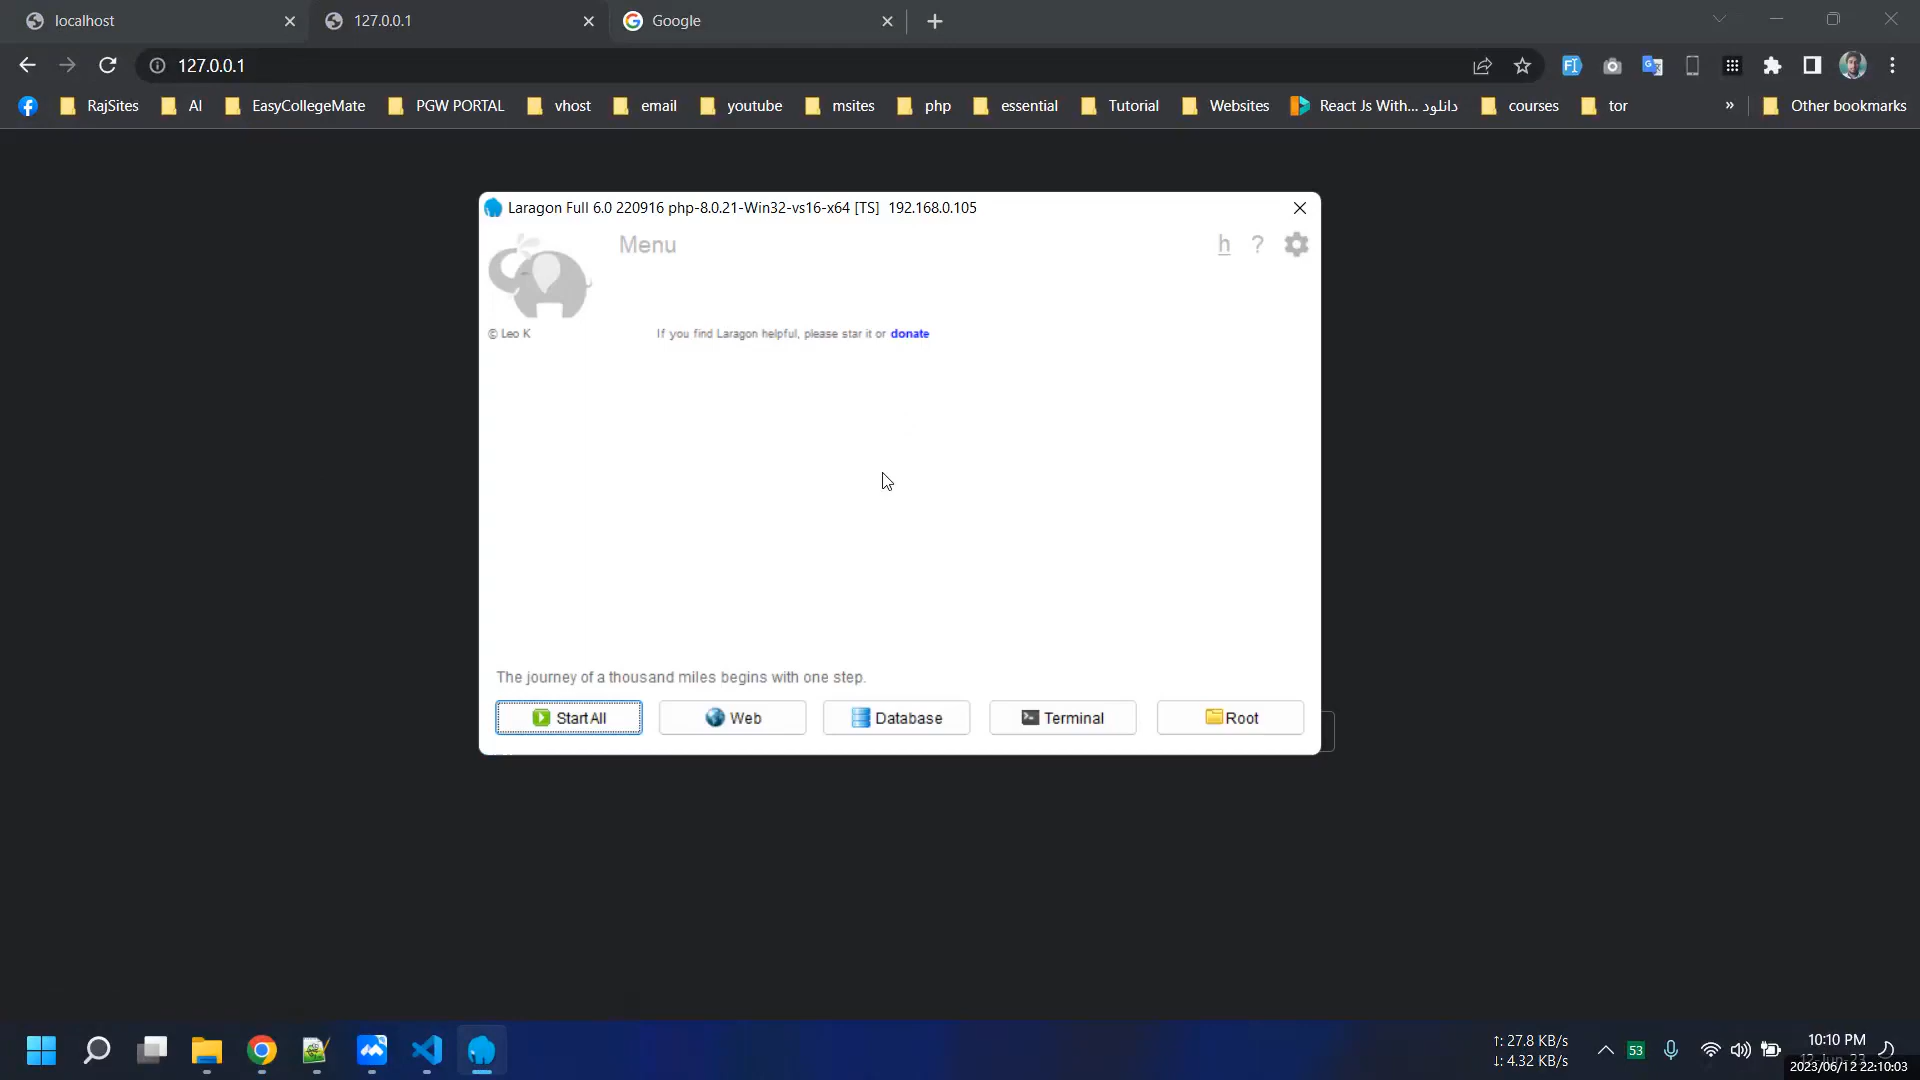 localhost
127.0.0.1
Google
127.0.0.1
RajSites
AI
EasyCollegeMate
PGW PORTAL
vhost
email
youtube
msites
php
essential
Tutorial
Websites
React Js With... دانلود
courses
tor
»
Other bookmarks
Laragon Full 6.0 220916 php-8.0.21-Win32-vs16-x64 [TS] 192.168.0.105
Menu
h
?
© Leo K
If you find Laragon helpful, please star it or donate
The journey of a thousand miles begins with one step.
Start All
Web
Database
Terminal
Root
↑: 27.8 KB/s
↓: 4.32 KB/s
53
10:10 PM
12-Jun-23
2023/06/12 22:10:03